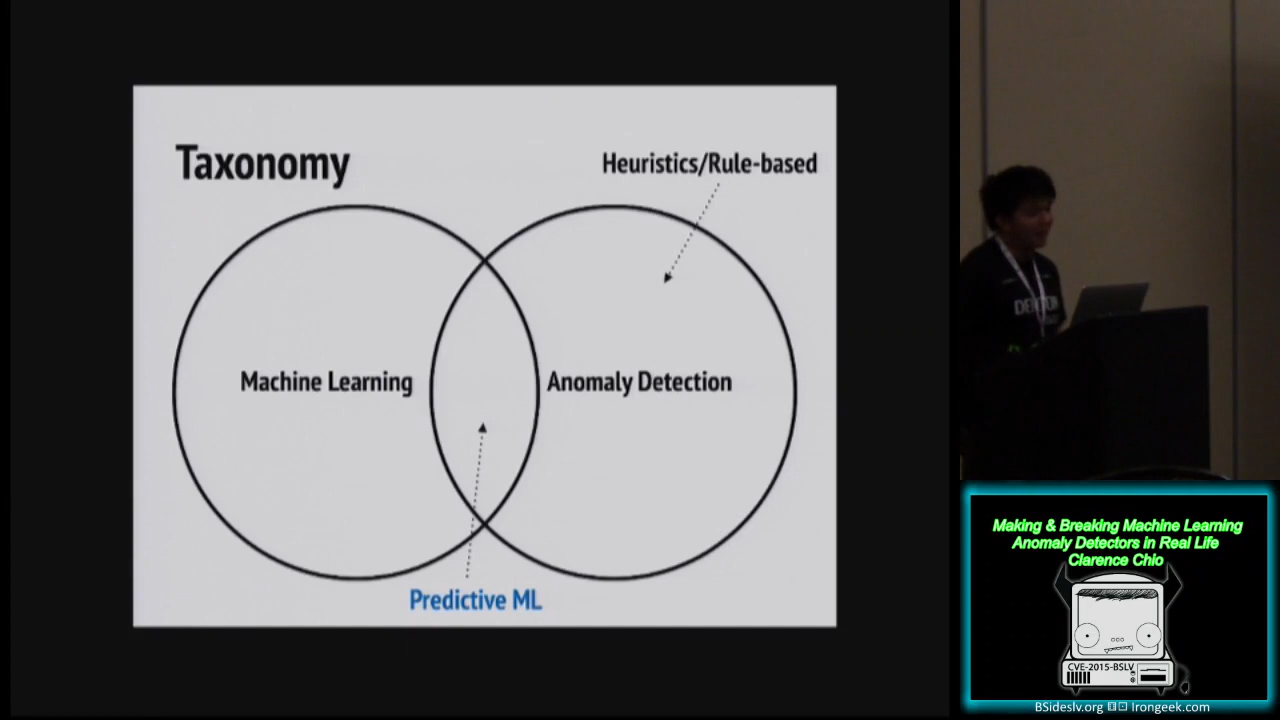 Taxonomy
Heuristics/Rule-based
Machine Learning
Anomaly Detection
Predictive ML
Making & Breaking Machine Learning
Anomaly Detectors in Real Life
Clarence Chio
CVE-2015-BSLV
BSideslv.org
Irongeek.com